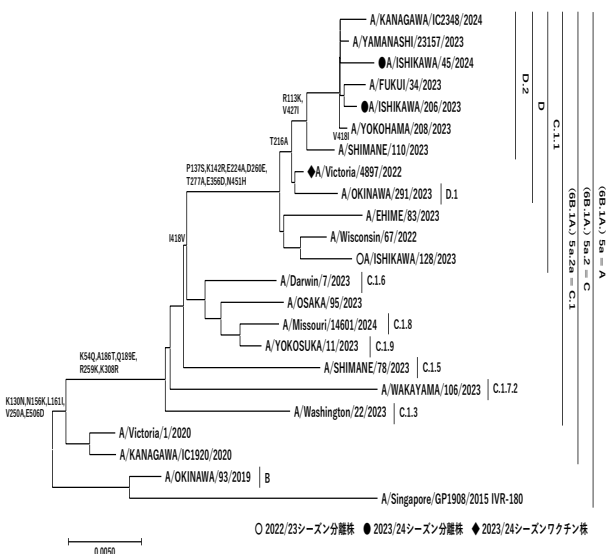 A/KANAGAWA/IC2348/2024
A/YAMANASHI/23157/2023
●A/ISHIKAWA/45/2024
A/FUKUI/34/2023
R113K,
V427I
●A/ISHIKAWA/206/2023
A/YOKOHAMA/208/2023
V418I
T216A
A/SHIMANE/110/2023
P137S,K142R,E224A,D260E,
T277A,E356D,N451H
◆A/Victoria/4897/2022
A/OKINAWA/291/2023 D.1
A/EHIME/83/2023
A/Wisconsin/67/2022
I418V
○A/ISHIKAWA/128/2023
A/Darwin/7/2023 C.1.6
A/OSAKA/95/2023
A/Missouri/14601/2024 C.1.8
A/YOKOSUKA/11/2023 C.1.9
K54Q,A186T,Q189E,
R259K,K308R
A/SHIMANE/78/2023 C.1.5
A/WAKAYAMA/106/2023 C.1.7.2
K130N,N156K,L161I,
V250A,E506D
A/Washington/22/2023 C.1.3
A/Victoria/1/2020
A/KANAGAWA/IC1920/2020
A/OKINAWA/93/2019 B
A/Singapore/GP1908/2015 IVR-180
D.2
D
C.1.1
(6B.1A.) 5a.2a = C.1
(6B.1A.) 5a.2 = C
(6B.1A.) 5a = A
○ 2022/23シーズン分離株 ● 2023/24シーズン分離株 ◆ 2023/24シーズンワクチン株
0.0050